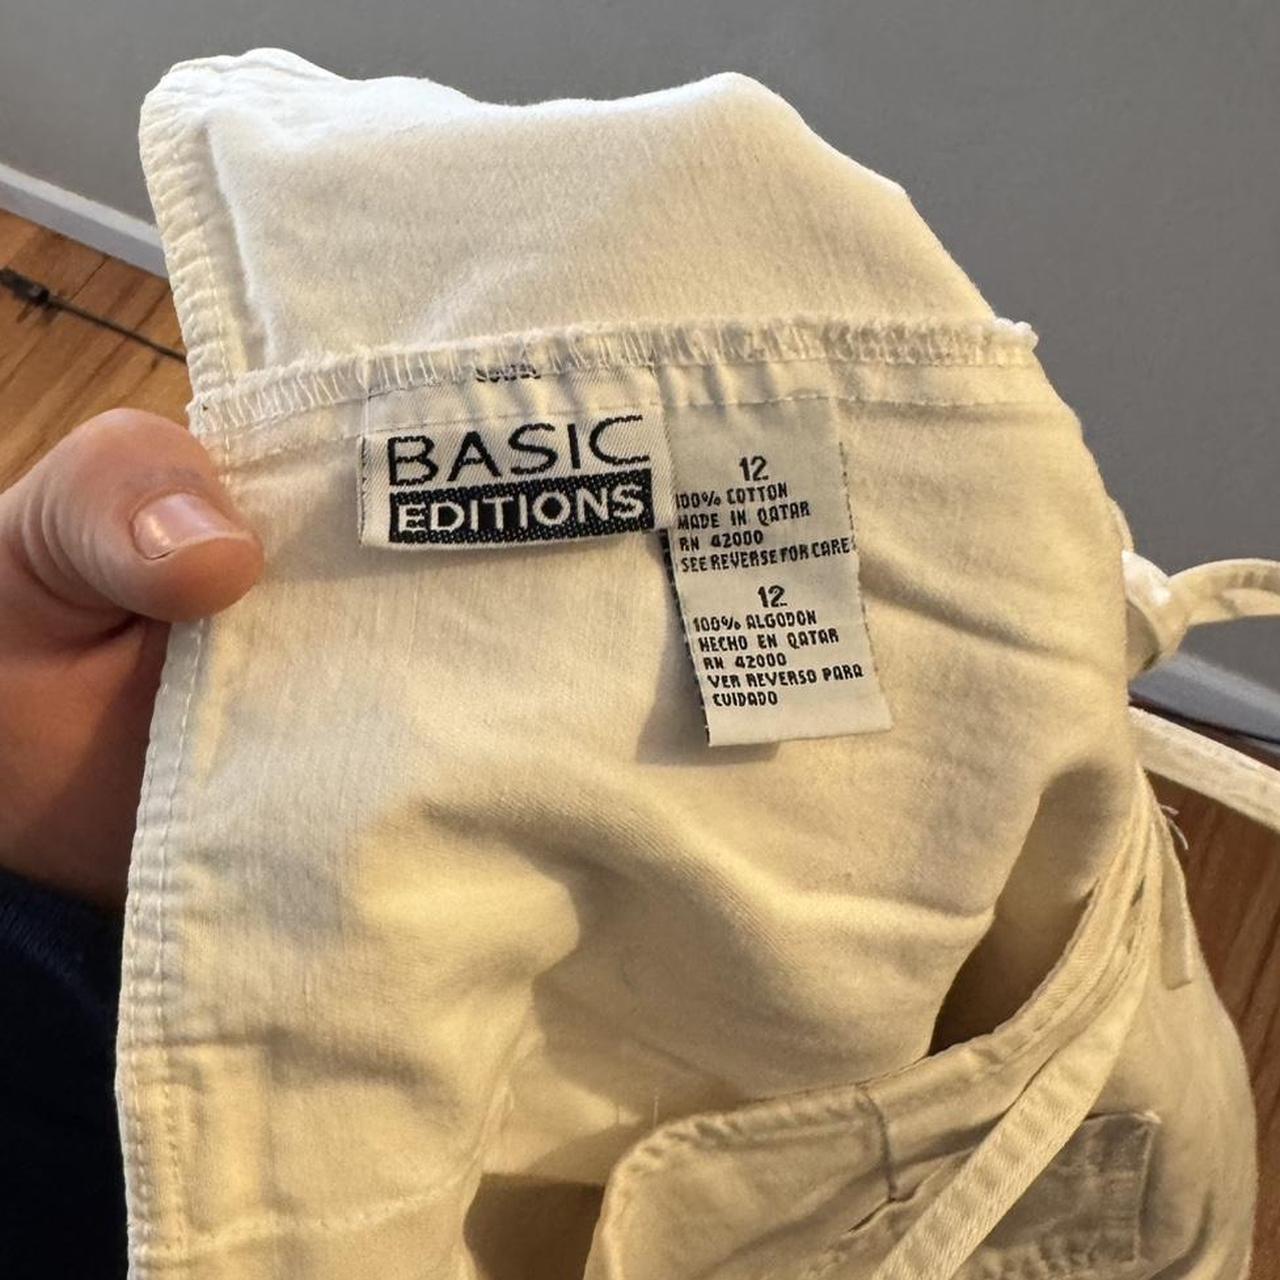 BASIC
EDITIONS
12
100% COTTON
MADE IN QATAR
RN 42000
SEE REVERSE FOR CARE
12
100% ALGODON
HECHO EN QATAR
RN 42000
VER REVERSO PARA
CUIDADO